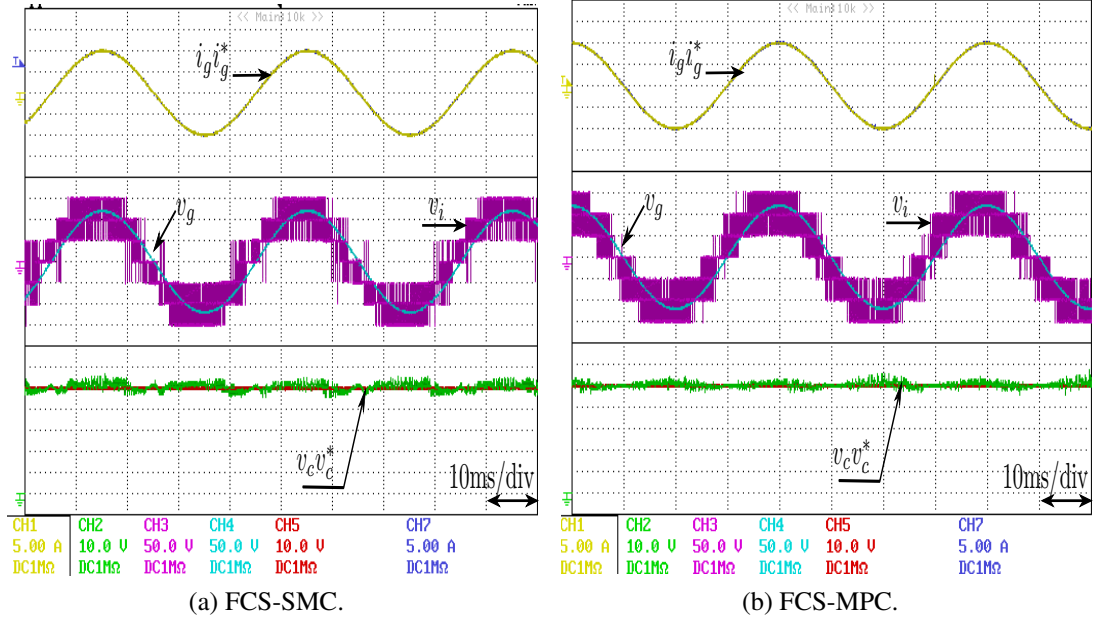 << Main:10k >>
i_g i_g^*
v_g
v_i
v_c v_c^*
10ms/div
CH1 CH2 CH3 CH4 CH5 CH7
5.00 A 10.0 V 50.0 V 50.0 V 10.0 V 5.00 A
DC1MΩ DC1MΩ DC1MΩ DC1MΩ DC1MΩ DC1MΩ
(a) FCS-SMC.
<< Main:10k >>
i_g i_g^*
v_g
v_i
v_c v_c^*
10ms/div
CH1 CH2 CH3 CH4 CH5 CH7
5.00 A 10.0 V 50.0 V 50.0 V 10.0 V 5.00 A
DC1MΩ DC1MΩ DC1MΩ DC1MΩ DC1MΩ DC1MΩ
(b) FCS-MPC.